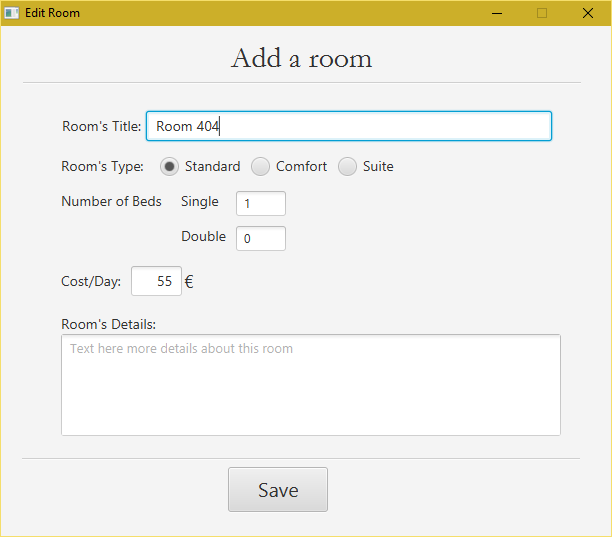 Edit Room
Add a room
Room's Title: Room 404
Room's Type: Standard Comfort Suite
Number of Beds Single 1
Double 0
Cost/Day: 55 €
Room's Details:
Text here more details about this room
Save